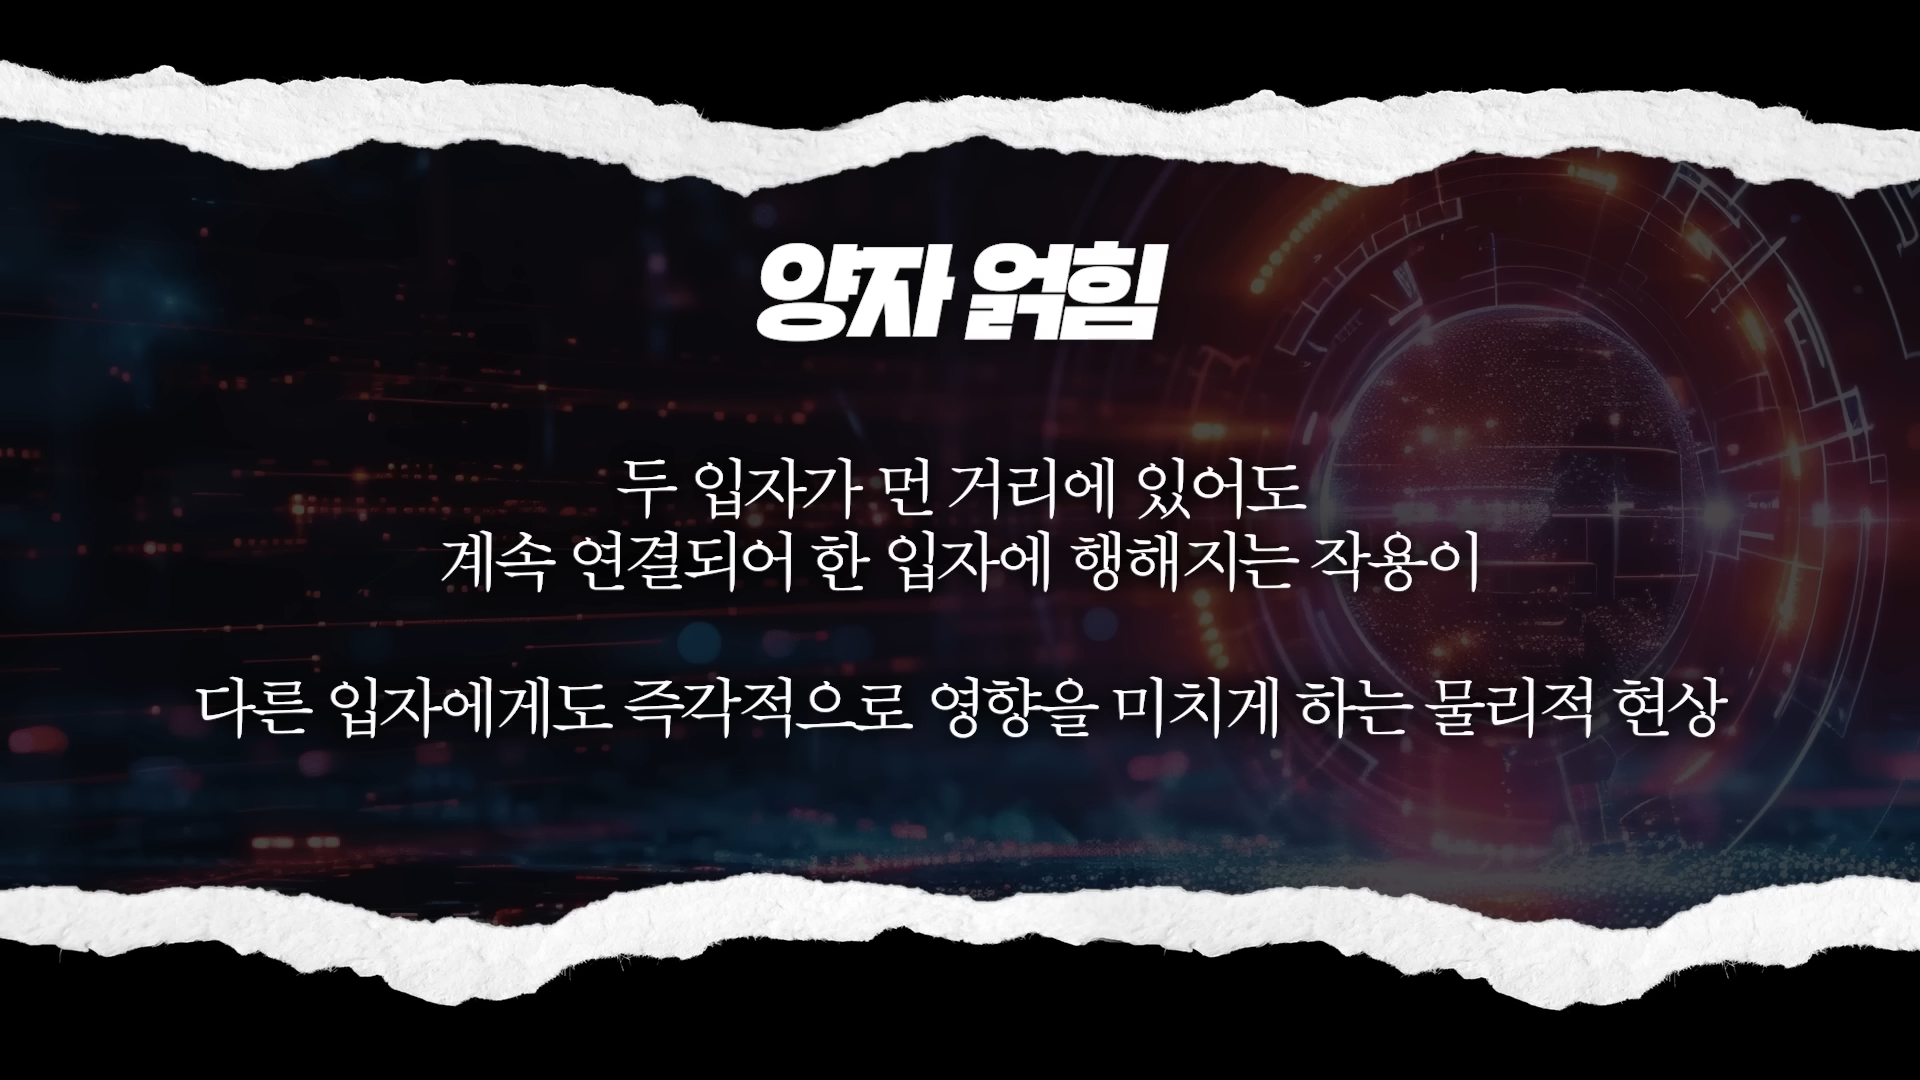 양자 얽힘
두 입자가 먼 거리에 있어도
계속 연결되어 한 입자에 행해지는 작용이
다른 입자에게도 즉각적으로 영향을 미치게 하는 물리적 현상